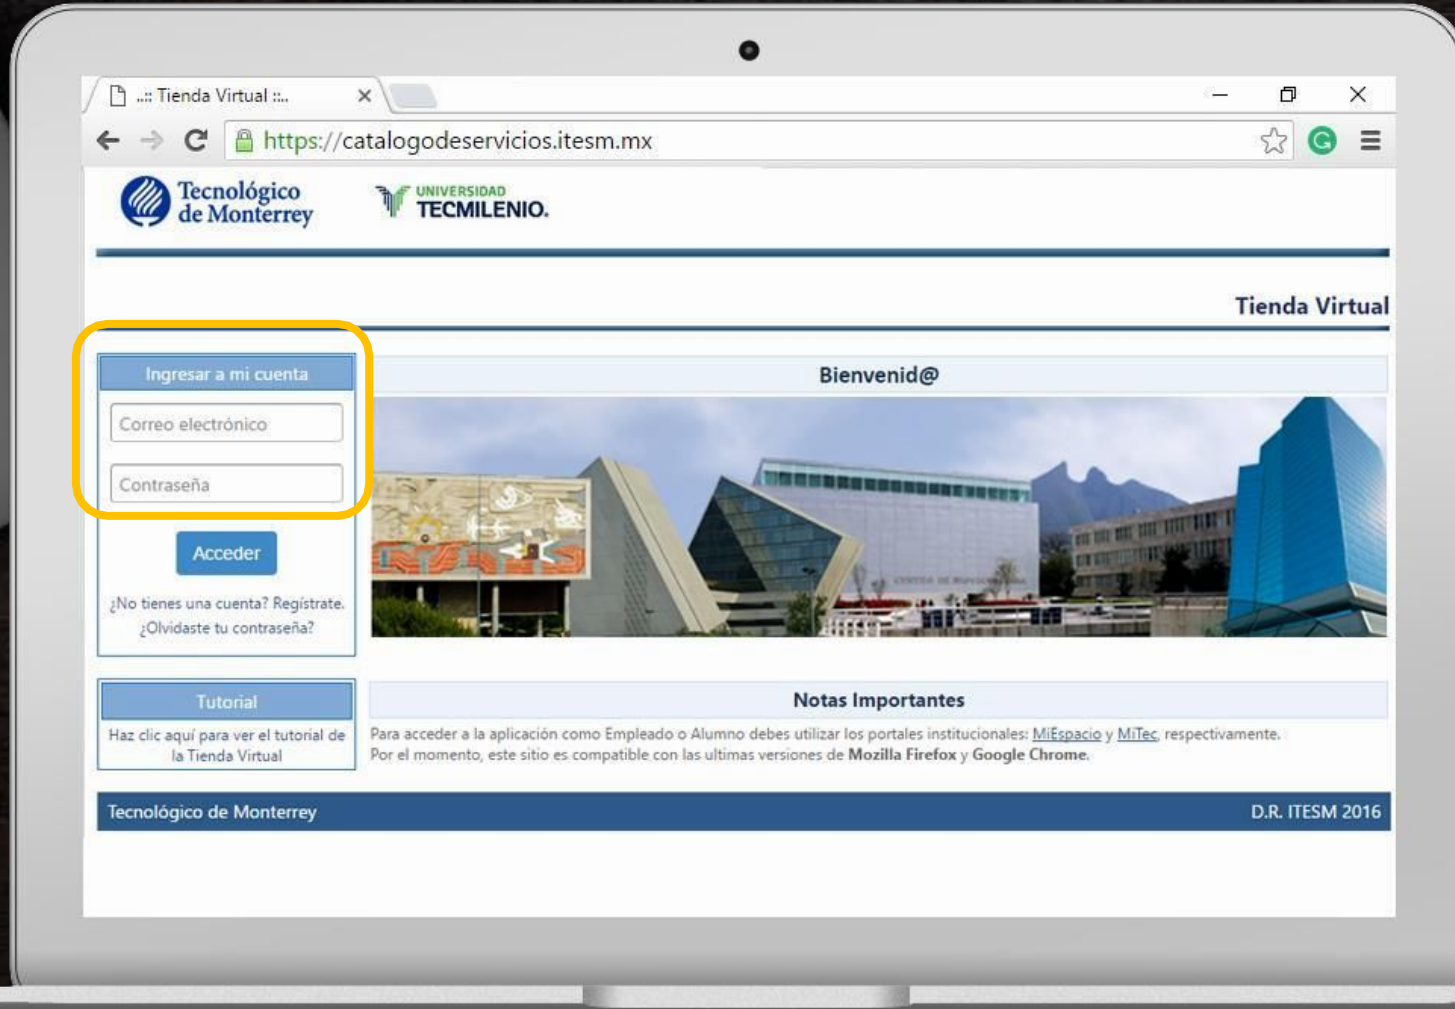 ..:: Tienda Virtual ::..
https://catalogodeservicios.itesm.mx
Tecnológico
de Monterrey
UNIVERSIDAD
TECMILENIO.
Tienda Virtual
Ingresar a mi cuenta
Correo electrónico
Contraseña
Acceder
¿No tienes una cuenta? Regístrate.
¿Olvidaste tu contraseña?
Bienvenid@
Tutorial
Haz clic aquí para ver el tutorial de
la Tienda Virtual
Notas Importantes
Para acceder a la aplicación como Empleado o Alumno debes utilizar los portales institucionales: MiEspacio y MiTec, respectivamente.
Por el momento, este sitio es compatible con las ultimas versiones de Mozilla Firefox y Google Chrome.
Tecnológico de Monterrey
D.R. ITESM 2016